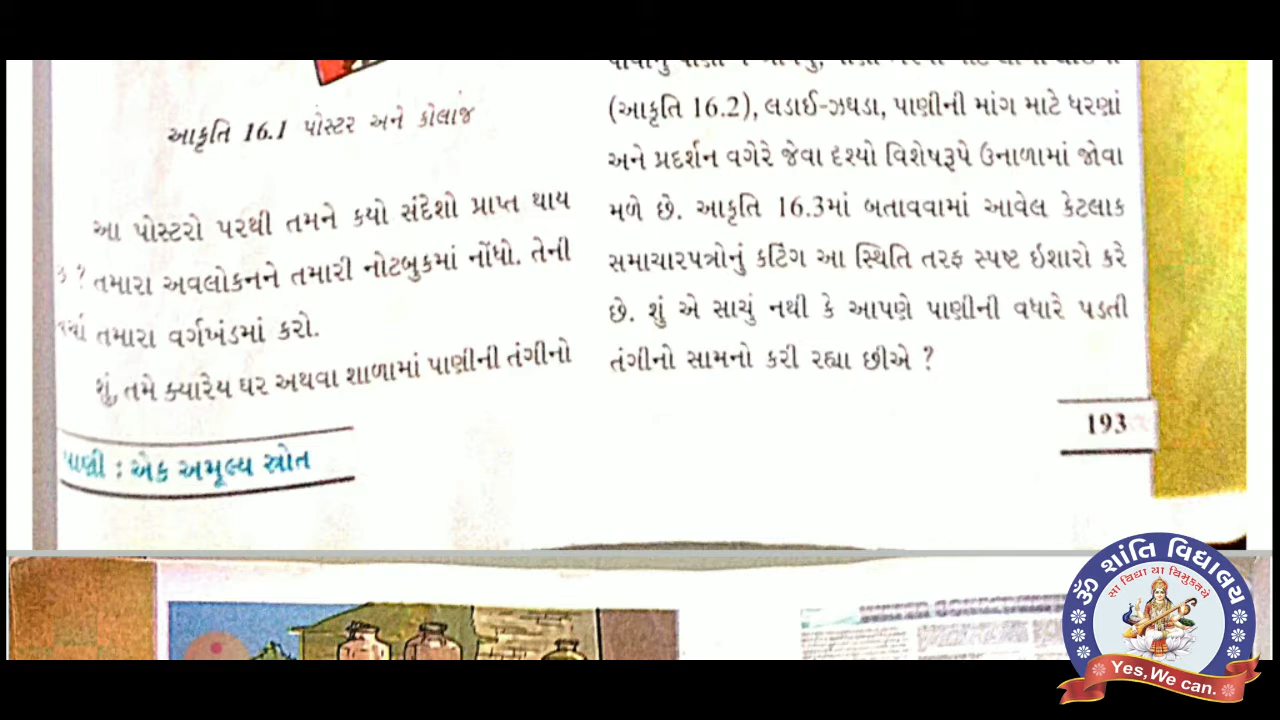 આકૃતિ 16.1 પોસ્ટર અને કોલાજ
આ પોસ્ટરો પરથી તમને કયો સંદેશો પ્રાપ્ત થાય
છે ? તમારા અવલોકનને તમારી નોટબુકમાં નોંધો. તેની
તમારા વર્ગખંડમાં કરો.
શું, તમે ક્યારેય ઘર અથવા શાળામાં પાણીની તંગીનો
(આકૃતિ 16.2), લડાઈ-ઝઘડા, પાણીની માંગ માટે ધરણાં
અને પ્રદર્શન વગેરે જેવા દૃશ્યો વિશેષરૂપે ઉનાળામાં જોવા
મળે છે. આકૃતિ 16.3માં બતાવવામાં આવેલ કેટલાક
સમાચારપત્રોનું કટિંગ આ સ્થિતિ તરફ સ્પષ્ટ ઇશારો કરે
છે. શું એ સાચું નથી કે આપણે પાણીની વધારે પડતી
તંગીનો સામનો કરી રહ્યા છીએ ?
193
પાણી : એક અમૂલ્ય સ્રોત
ૐ શાંતિ વિદ્યાલય
સા વિદ્યા યા વિમુક્તયે
Yes, We can.